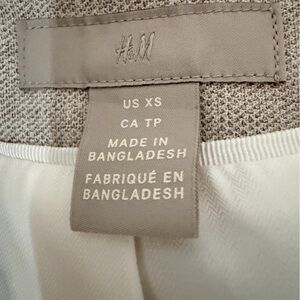 H&M
US XS
CA TP
MADE IN
BANGLADESH
FABRIQUÉ EN
BANGLADESH